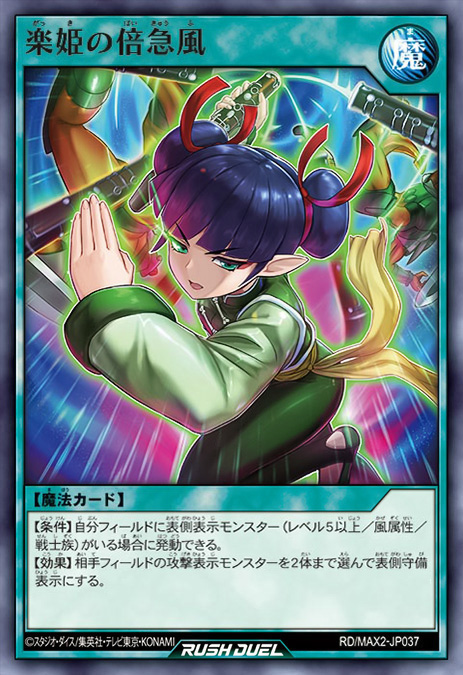 楽姫の倍急風
魔
【魔法カード】
【条件】自分フィールドに表側表示モンスター(レベル5以上/風属性/
戦士族)がいる場合に発動できる。
【効果】相手フィールドの攻撃表示モンスターを2体まで選んで表側守備
表示にする。
©スタジオ・ダイス/集英社・テレビ東京・KONAMI
RUSH DUEL
RD/MAX2-JP037